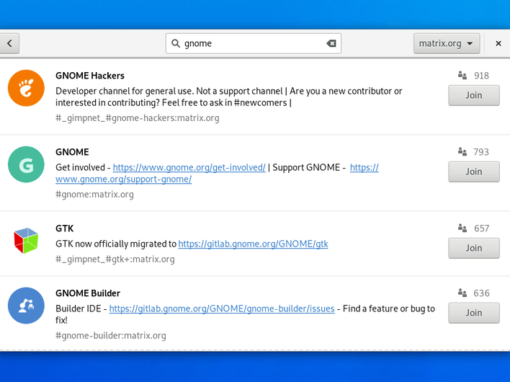 gnome
matrix.org
GNOME Hackers
918
Developer channel for general use. Not a support channel | Are you a new contributor or
interested in contributing? Feel free to ask in #newcomers |
Join
#_gimpnet_#gnome-hackers:matrix.org
G
GNOME
793
Get involved - https://www.gnome.org/get-involved/ | Support GNOME - https://
www.gnome.org/support-gnome/
Join
#gnome:matrix.org
GTK
657
GTK now officially migrated to https://gitlab.gnome.org/GNOME/gtk
Join
#_gimpnet_#gtk+:matrix.org
GNOME Builder
636
Builder IDE - https://gitlab.gnome.org/GNOME/gnome-builder/issues - Find a feature or bug to
fix!
Join
#gnome-builder:matrix.org